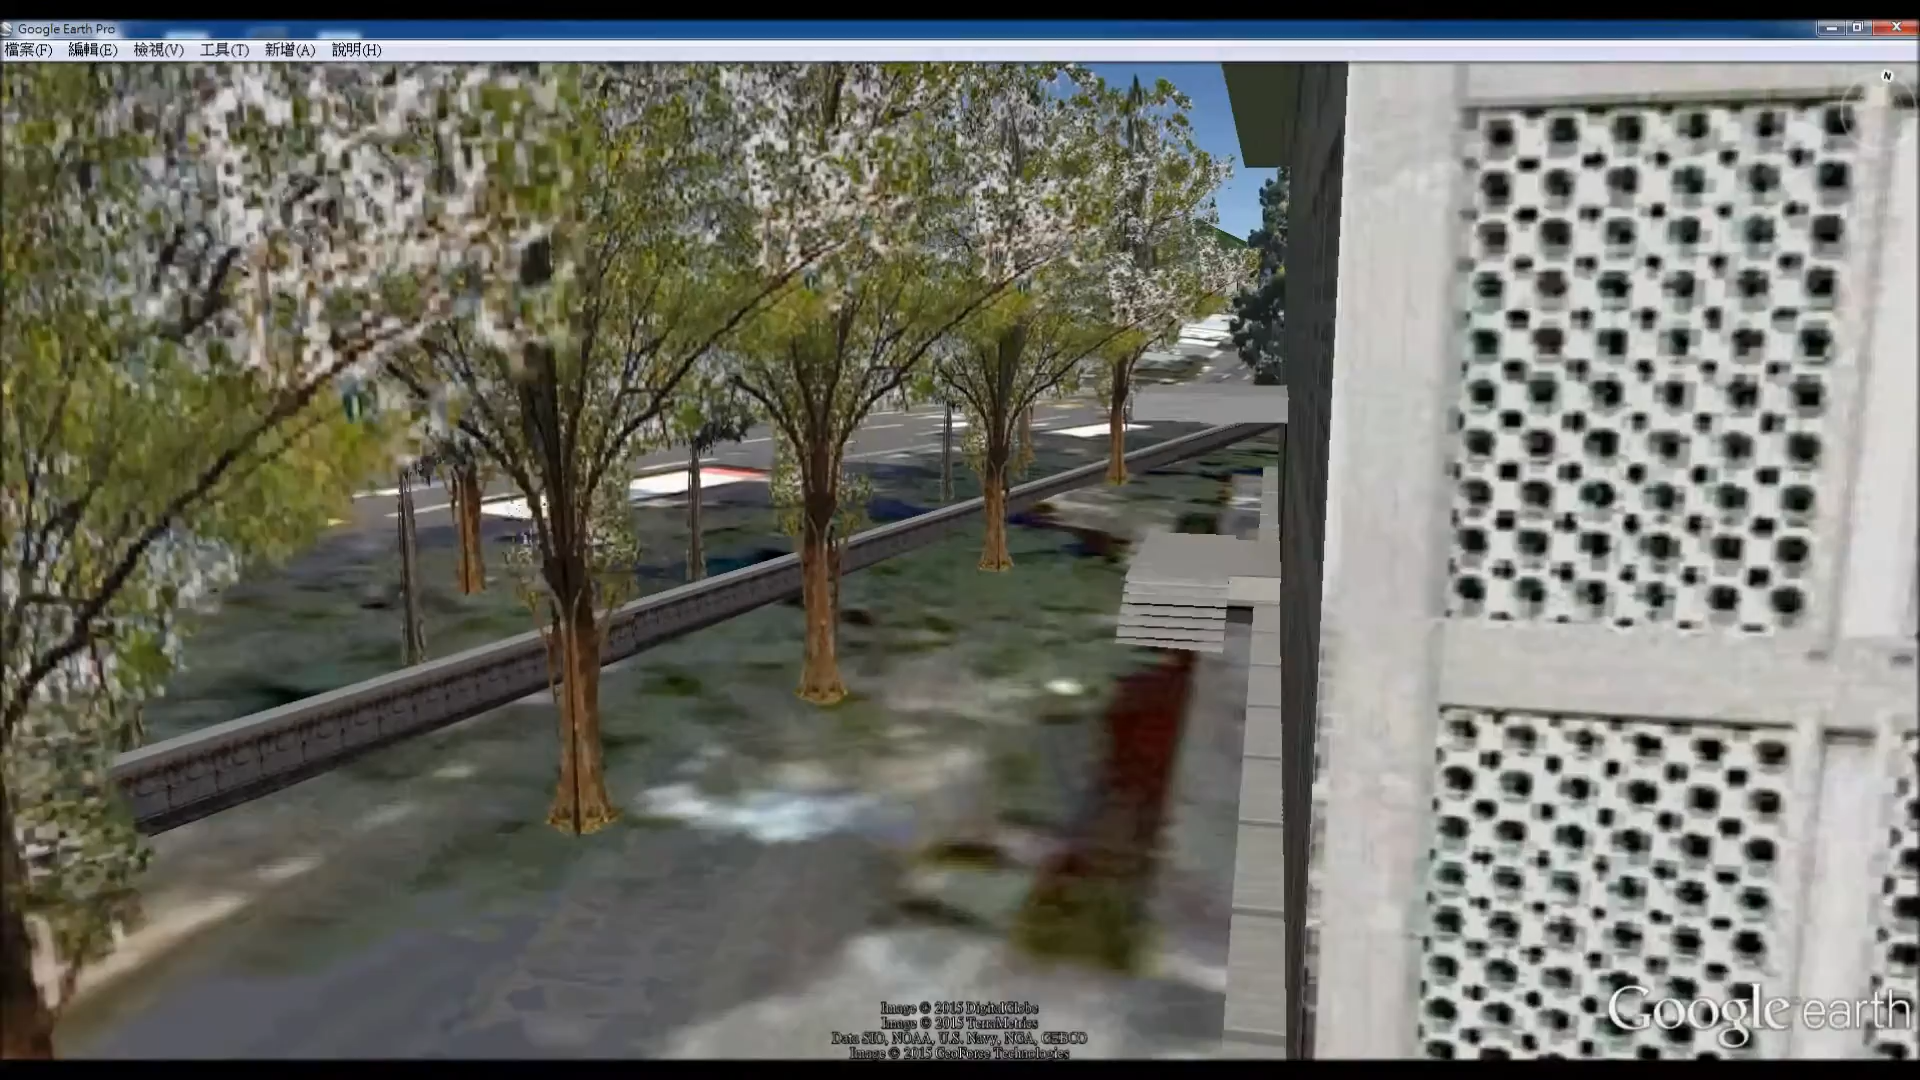 Google Earth Pro
檔案(F) 編輯(E) 檢視(V) 工具(T) 新增(A) 說明(H)
N
Image © 2015 DigitalGlobe
Image © 2015 TerraMetrics
Data SIO, NOAA, U.S. Navy, NGA, GEBCO
Image © 2015 GeoForce Technologies
Google earth